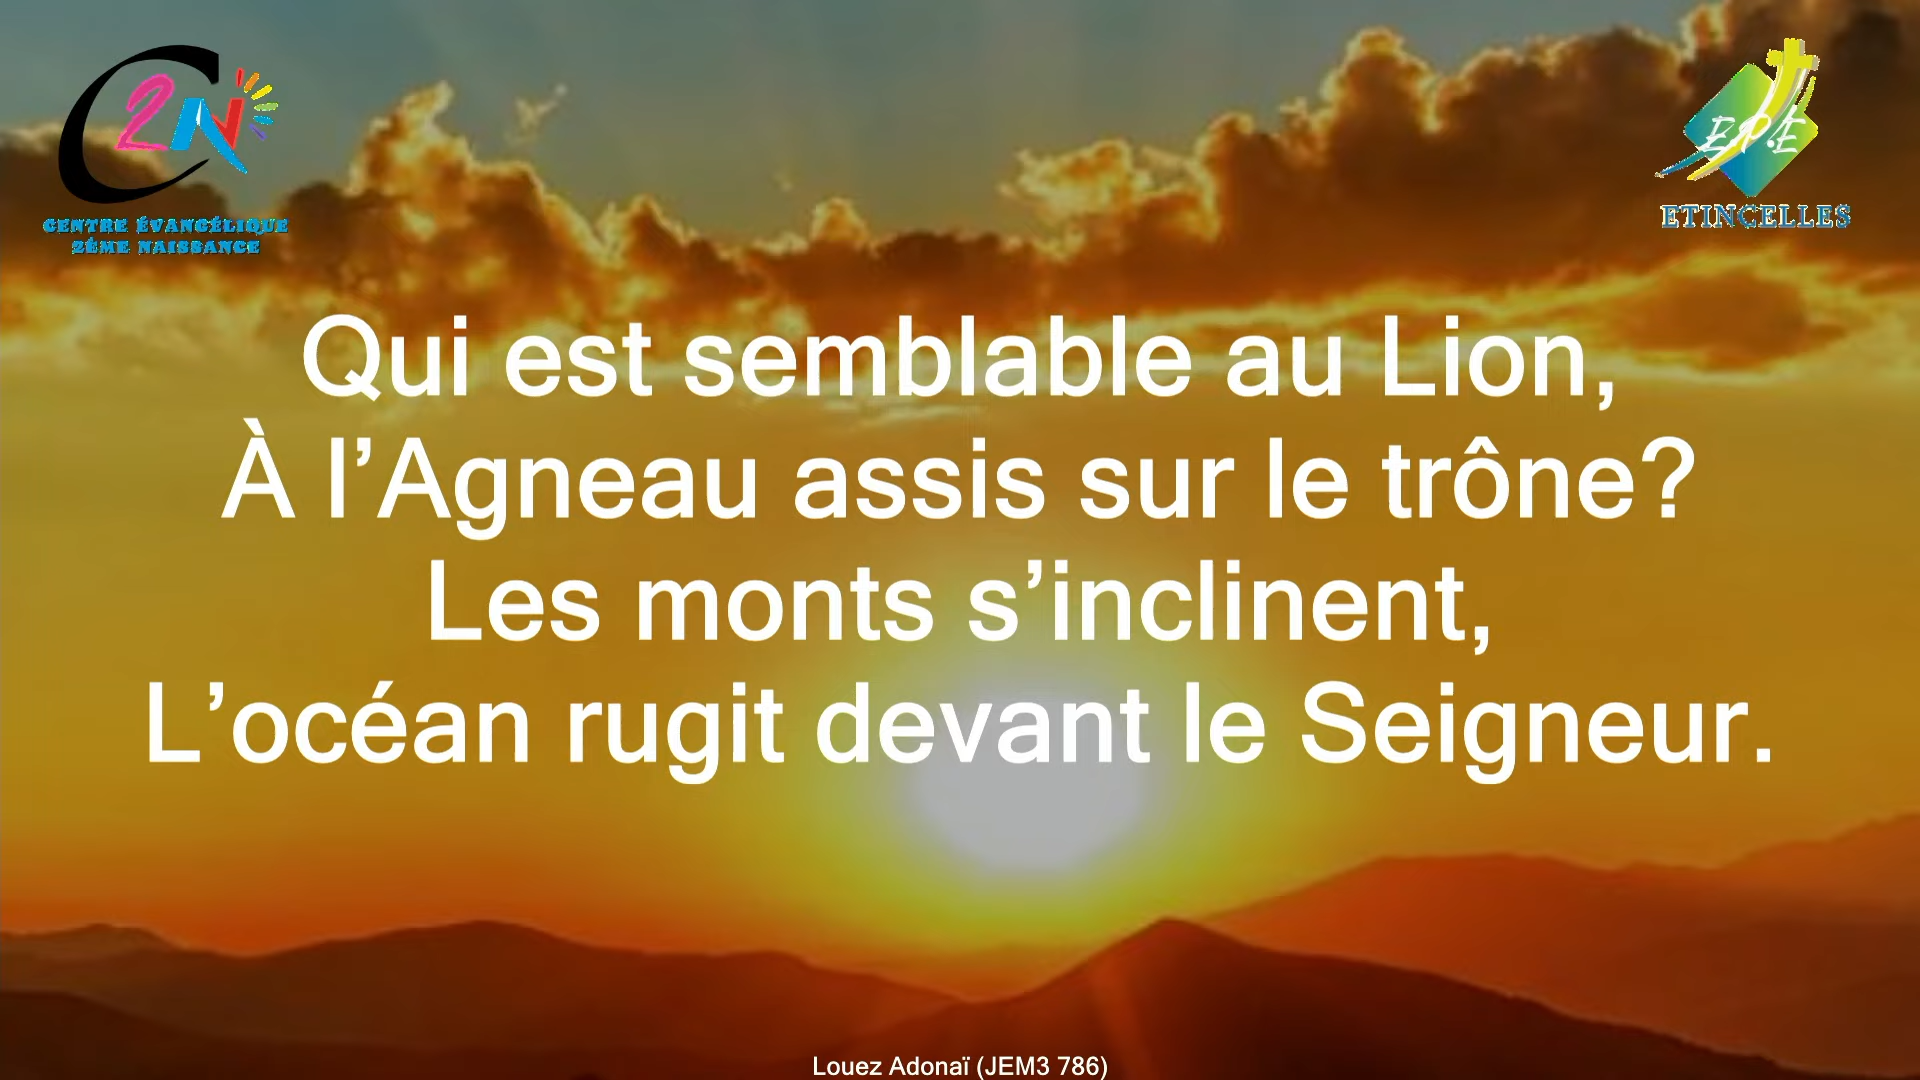 C2N
CENTRE ÉVANGÉLIQUE
2ÈME NAISSANCE
E.P.E
ETINCELLES
Qui est semblable au Lion,
À l’Agneau assis sur le trône?
Les monts s’inclinent,
L’océan rugit devant le Seigneur.
Louez Adonaï (JEM3 786)